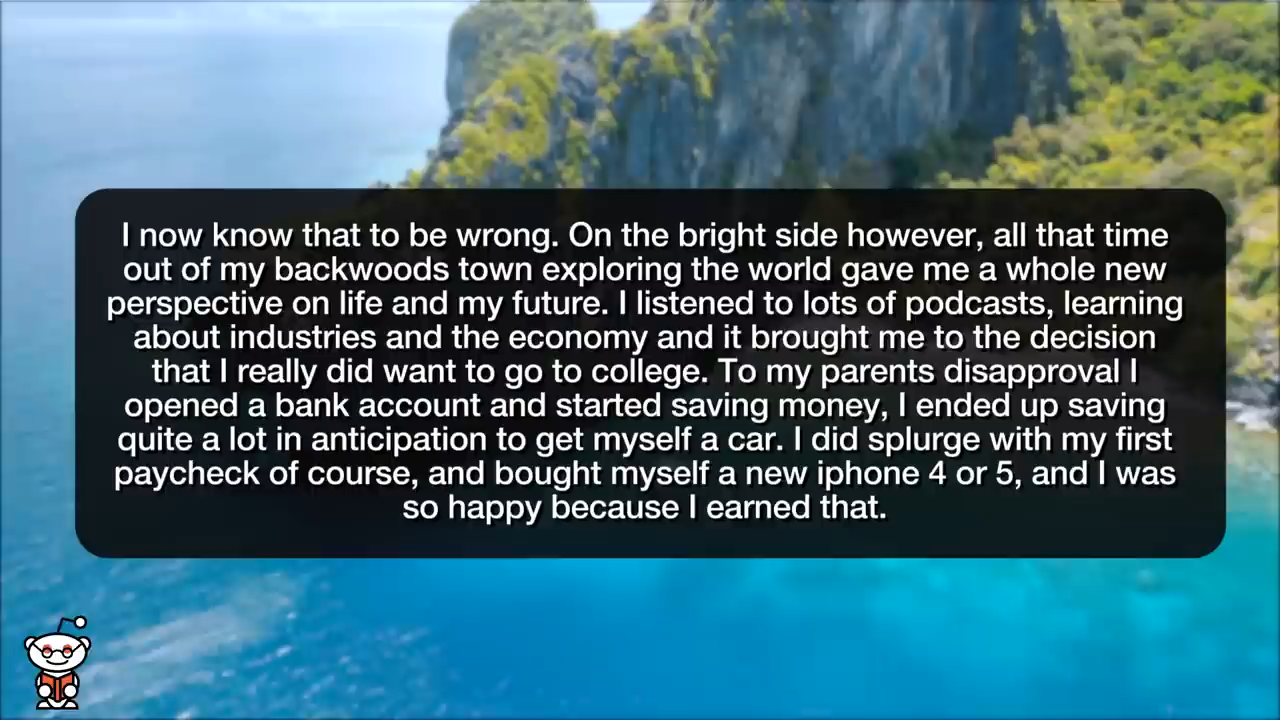 I now know that to be wrong. On the bright side however, all that time
out of my backwoods town exploring the world gave me a whole new
perspective on life and my future. I listened to lots of podcasts, learning
about industries and the economy and it brought me to the decision
that I really did want to go to college. To my parents disapproval I
opened a bank account and started saving money, I ended up saving
quite a lot in anticipation to get myself a car. I did splurge with my first
paycheck of course, and bought myself a new iphone 4 or 5, and I was
so happy because I earned that.